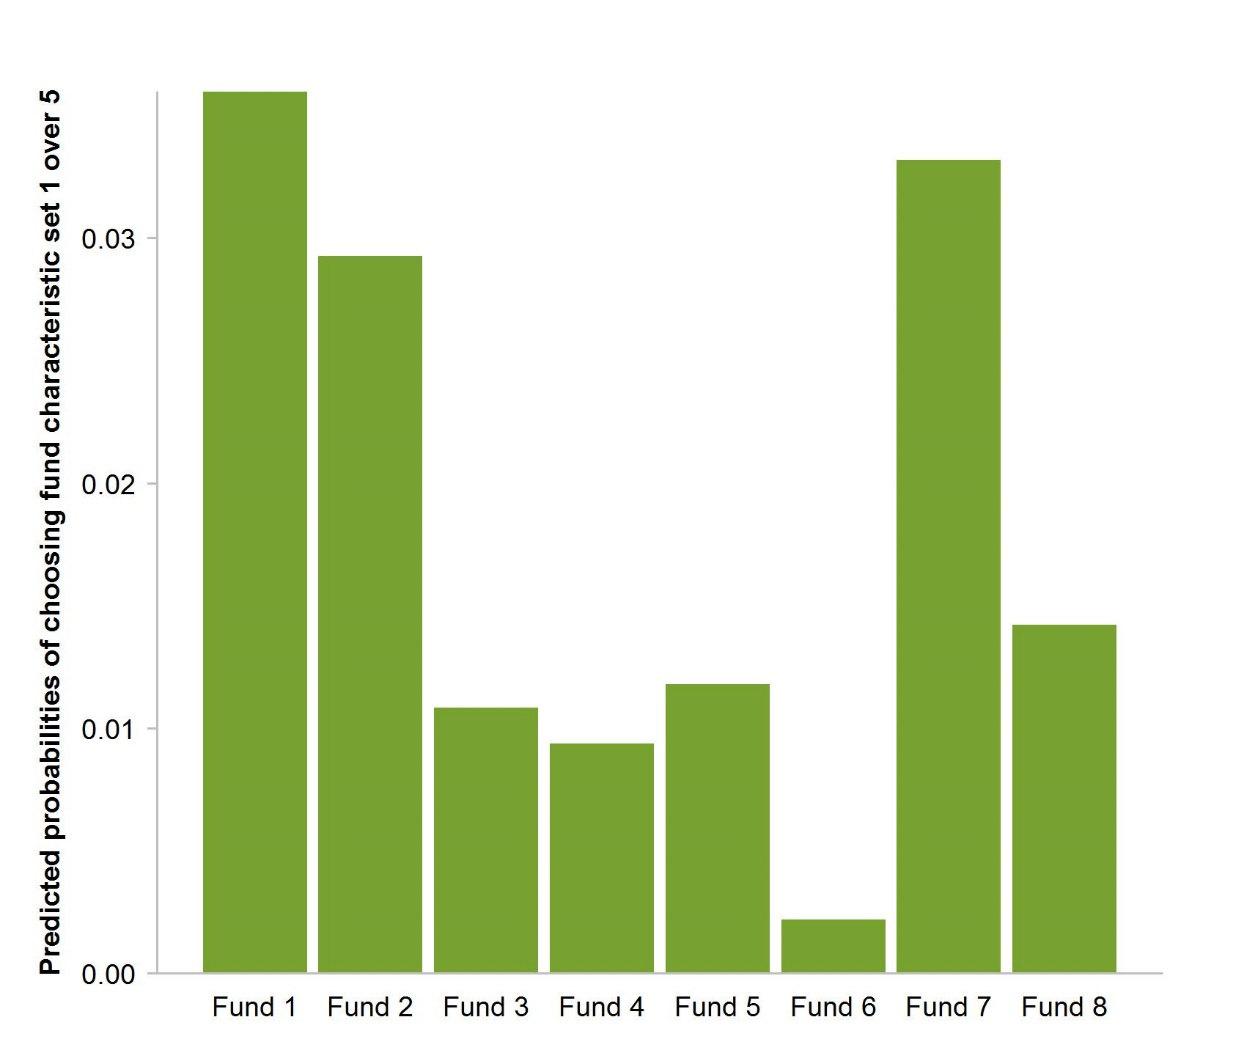 Predicted probabilities of choosing fund characteristic set 1 over 5
0.03
0.02
0.01
0.00
Fund 1 Fund 2 Fund 3 Fund 4 Fund 5 Fund 6 Fund 7 Fund 8